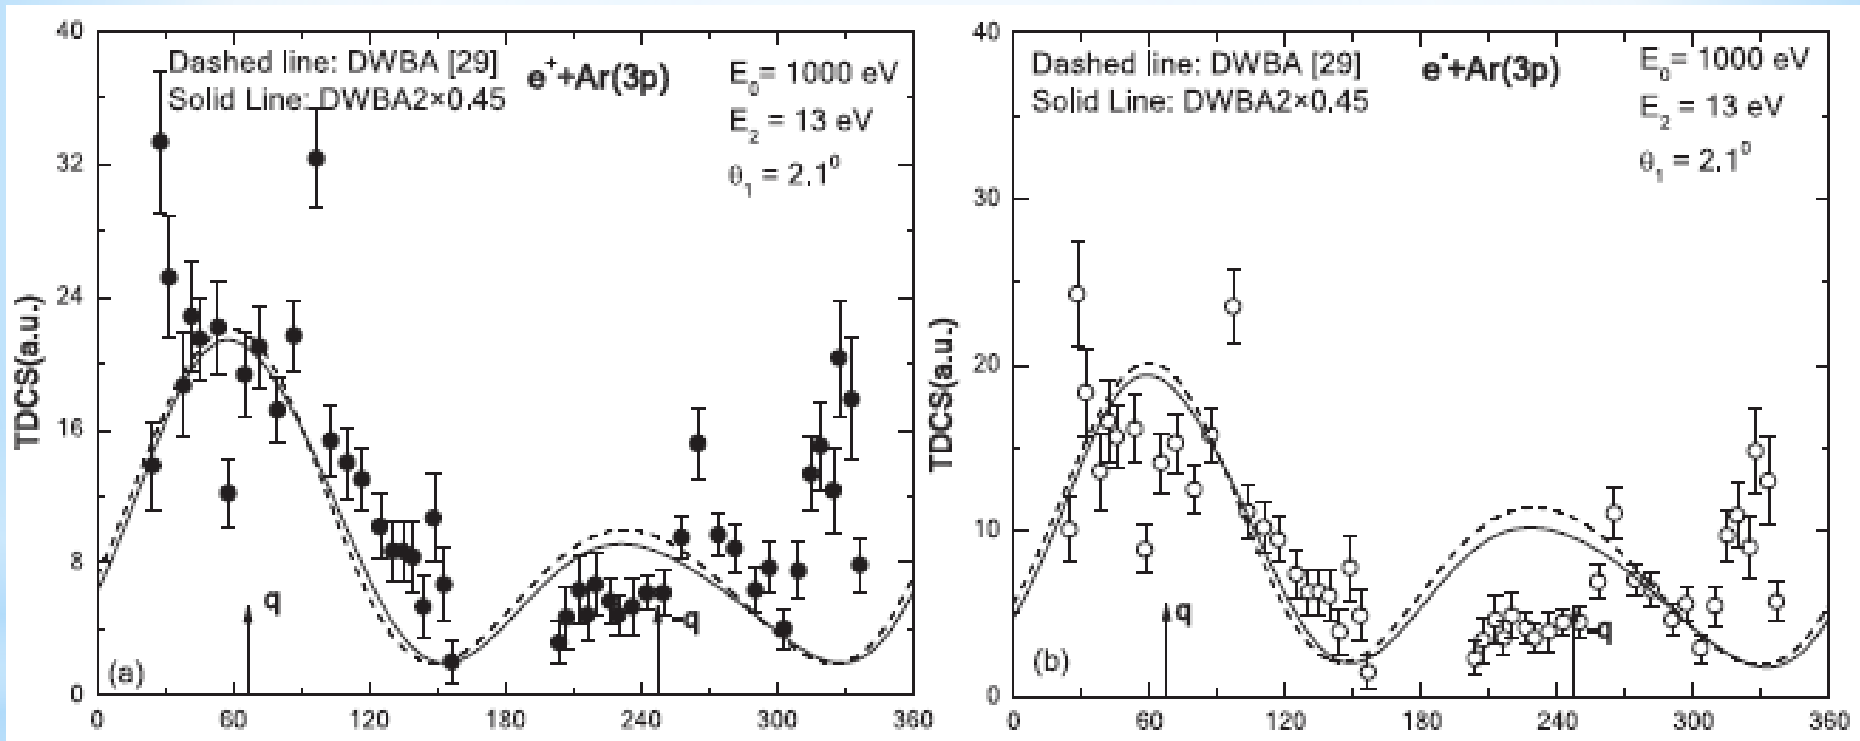 40
Dashed line: DWBA [29]
Solid Line: DWBA2×0.45
e⁺+Ar(3p)
E₀= 1000 eV
E₂ = 13 eV
θ₁ = 2.1⁰
32
24
16
8
0
TDCS(a.u.)
q
-q
(a)
0 60 120 180 240 300 360
40
Dashed line: DWBA [29]
Solid Line: DWBA2×0.45
e⁻+Ar(3p)
E₀= 1000 eV
E₂ = 13 eV
θ₁ = 2.1⁰
30
20
10
0
TDCS(a.u.)
q
-q
(b)
0 60 120 180 240 300 360